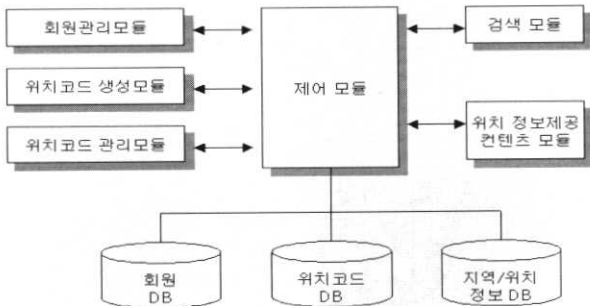 회원관리모듈
검색 모듈
위치코드 생성모듈
제어 모듈
위치코드 관리모듈
위치 정보제공
컨텐츠 모듈
회원
DB
위치코드
DB
지역/위치
정보 DB